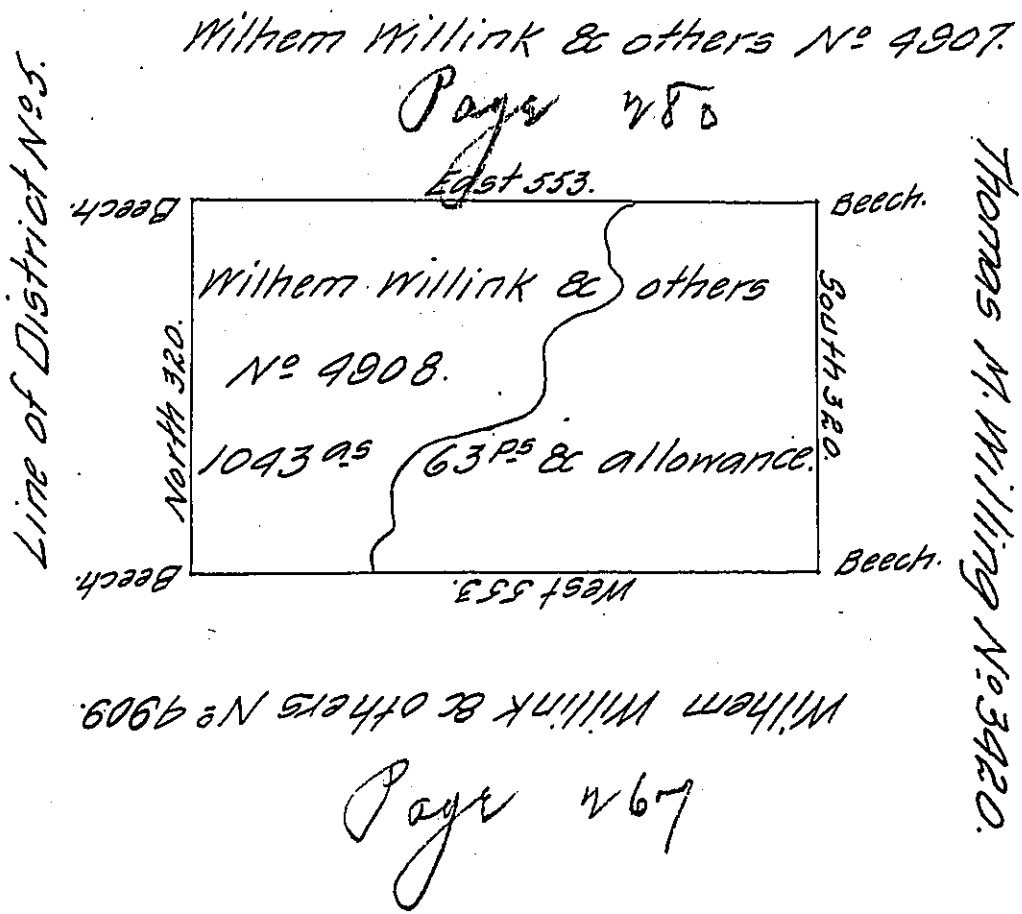 Wilhem Willink & others Nº 4907.
Page 280
Line of District Nº 5.
East 553.
Beech.
Beech.
Thomas M. Willing Nº 3420.
North 320.
Wilhem Willink & others
Nº 4908.
1043 as 63 ps & allowance.
South 320.
Beech.
Beech.
West 553.
Wilhem Willink & others Nº 4909.
Page 267